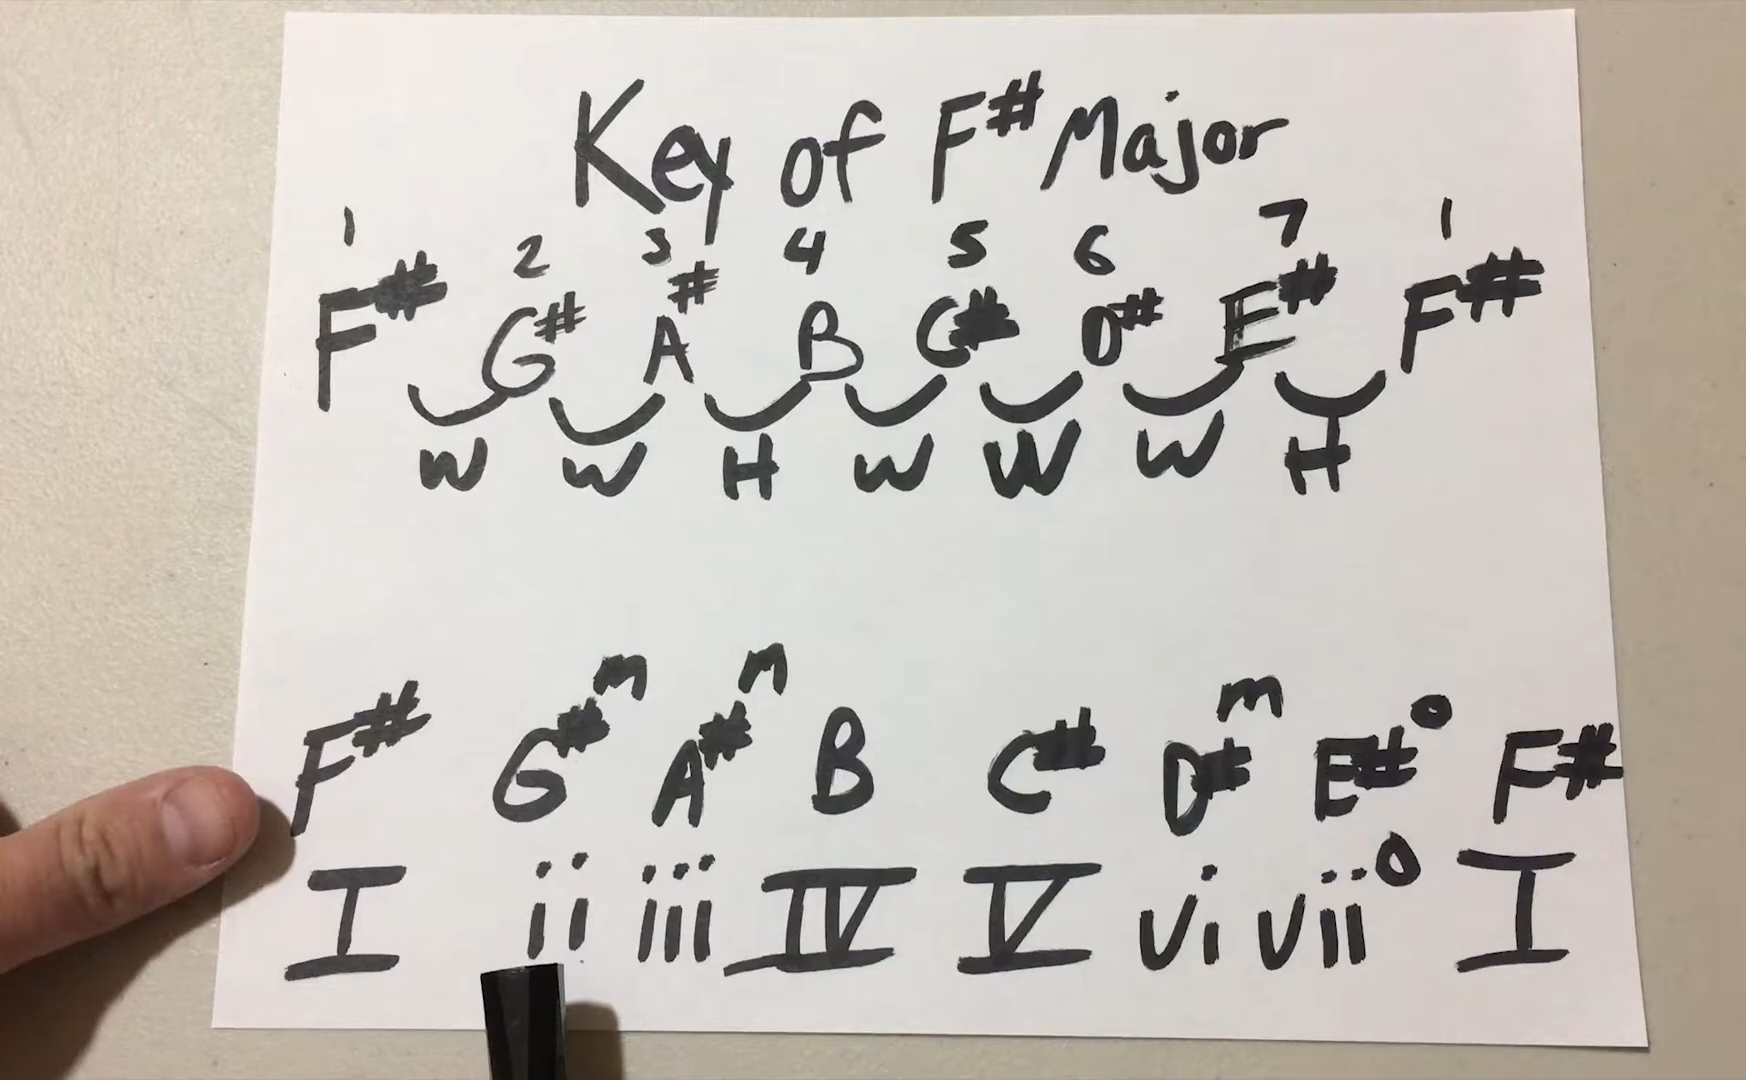 Key of F# Major
1 2 3 4 5 6 7 1
F# G# A# B C# D# E# F#
W W H W W W H
F# G#m A#m B C# D#m E#° F#
I ii iii IV V vi vii° I